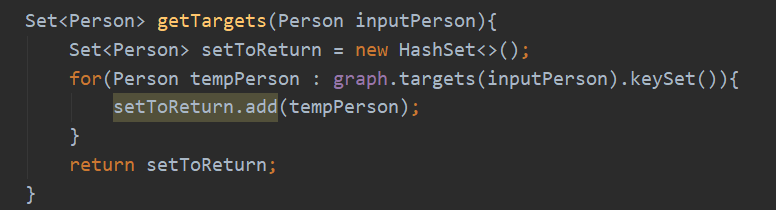 Set<Person> getTargets(Person inputPerson){
    Set<Person> setToReturn = new HashSet<>();
    for(Person tempPerson : graph.targets(inputPerson).keySet()){
        setToReturn.add(tempPerson);
    }
    return setToReturn;
}